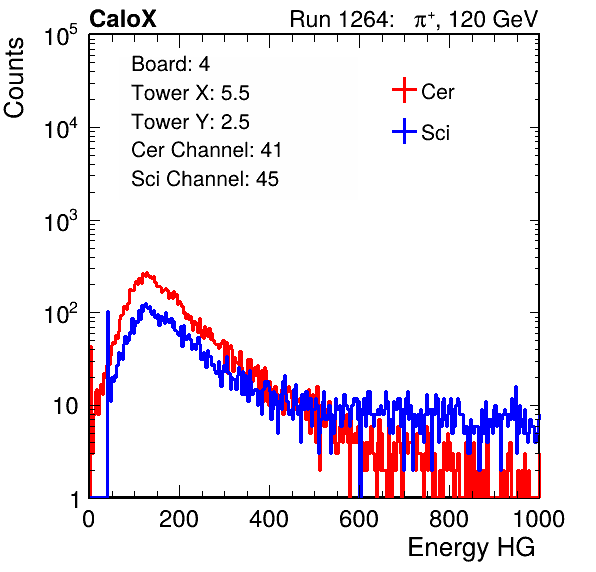 CaloX Run 1264: π⁺, 120 GeV
Counts
10⁵
10⁴
10³
10²
10
1
Board: 4
Tower X: 5.5
Tower Y: 2.5
Cer Channel: 41
Sci Channel: 45
Cer
Sci
0 200 400 600 800 1000
Energy HG